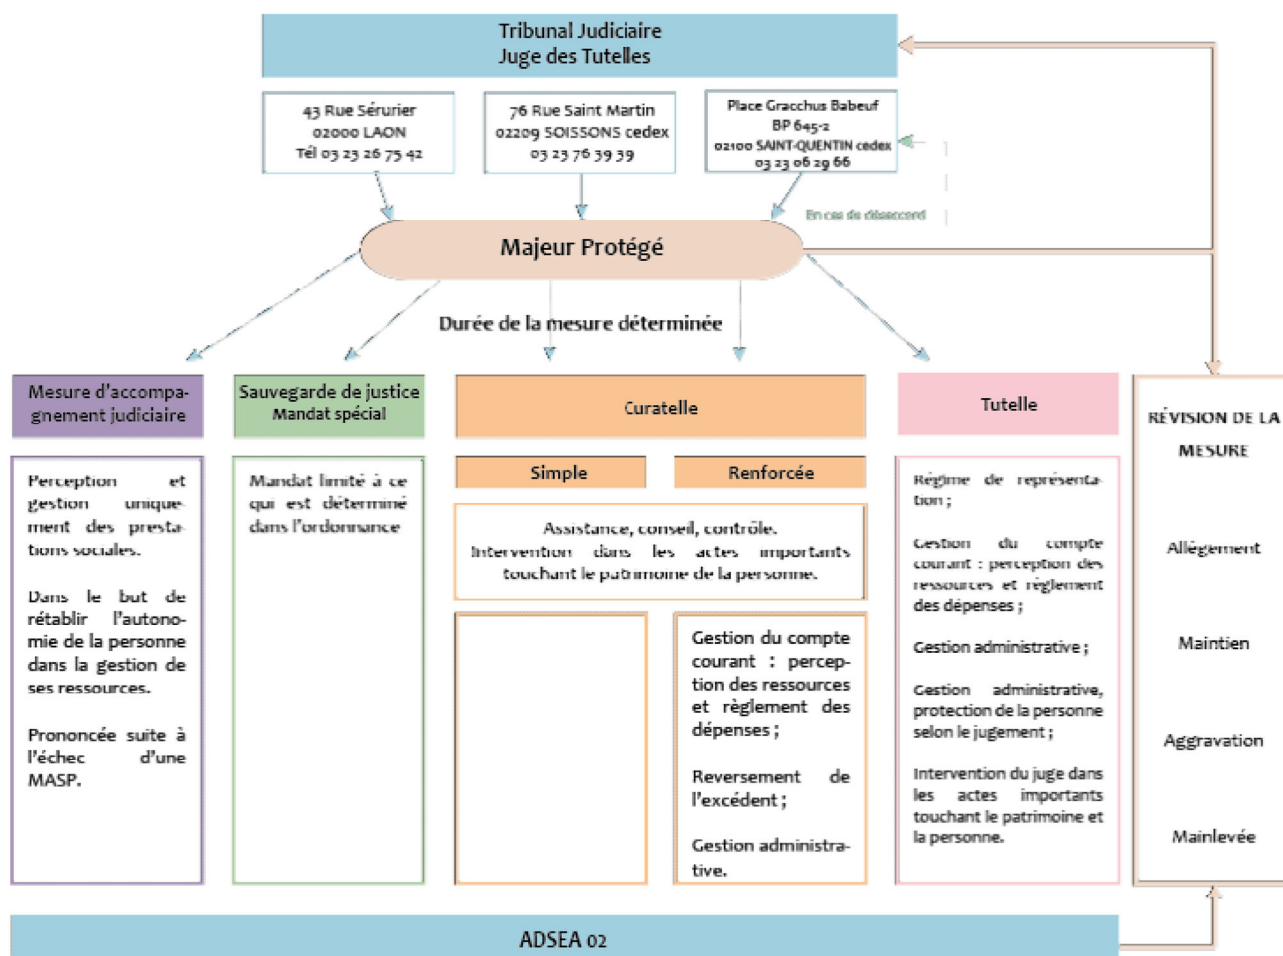 Tribunal Judiciaire
Juge des Tutelles
43 Rue Sérurier
02000 LAON
Tél 03 23 26 75 42
76 Rue Saint Martin
02209 SOISSONS cedex
03 23 76 39 39
Place Gracchus Babeuf
BP 645-2
02100 SAINT-QUENTIN cedex
03 23 06 29 66
En cas de désaccord
Majeur Protégé
Durée de la mesure déterminée
Mesure d'accompa-
gnement judiciaire
Perception et
gestion unique-
ment des presta-
tions sociales.
Dans le but de
rétablir l'autono-
mie de la personne
dans la gestion de
ses ressources.
Prononcée suite à
l'échec d'une
MASP.
Sauvegarde de justice
Mandat spécial
Mandat limité à ce
qui est déterminé
dans l'ordonnance
Curatelle
Simple
Renforcée
Assistance, conseil, contrôle.
Intervention dans les actes importants
touchant le patrimoine de la personne.
Gestion du compte
courant : percep-
tion des ressources
et règlement des
dépenses ;
Reversement de
l'excédent ;
Gestion administra-
tive.
Tutelle
Régime de représenta-
tion ;
Gestion du compte
courant : perception des
ressources et règlement
des dépenses ;
Gestion administrative ;
Gestion administrative,
protection de la personne
selon le jugement ;
Intervention du juge dans
les actes importants
touchant le patrimoine et
la personne.
RÉVISION DE LA
MESURE
Allègement
Maintien
Aggravation
Mainlevée
ADSEA 02